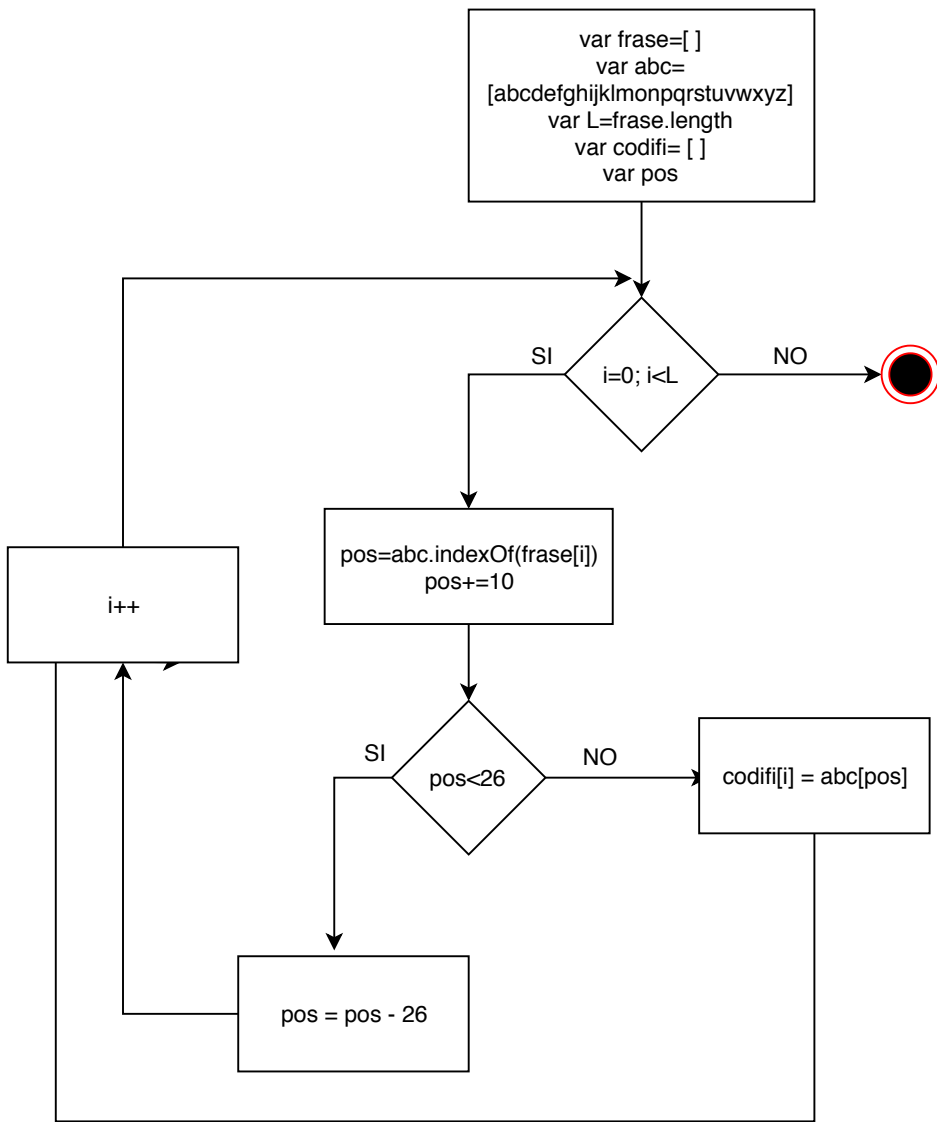 var frase=[ ]
var abc=
[abcdefghijklmonpqrstuvwxyz]
var L=frase.length
var codifi= [ ]
var pos
SI
i=0; i<L
NO
pos=abc.indexOf(frase[i])
pos+=10
i++
SI
pos<26
NO
codifi[i] = abc[pos]
pos = pos - 26